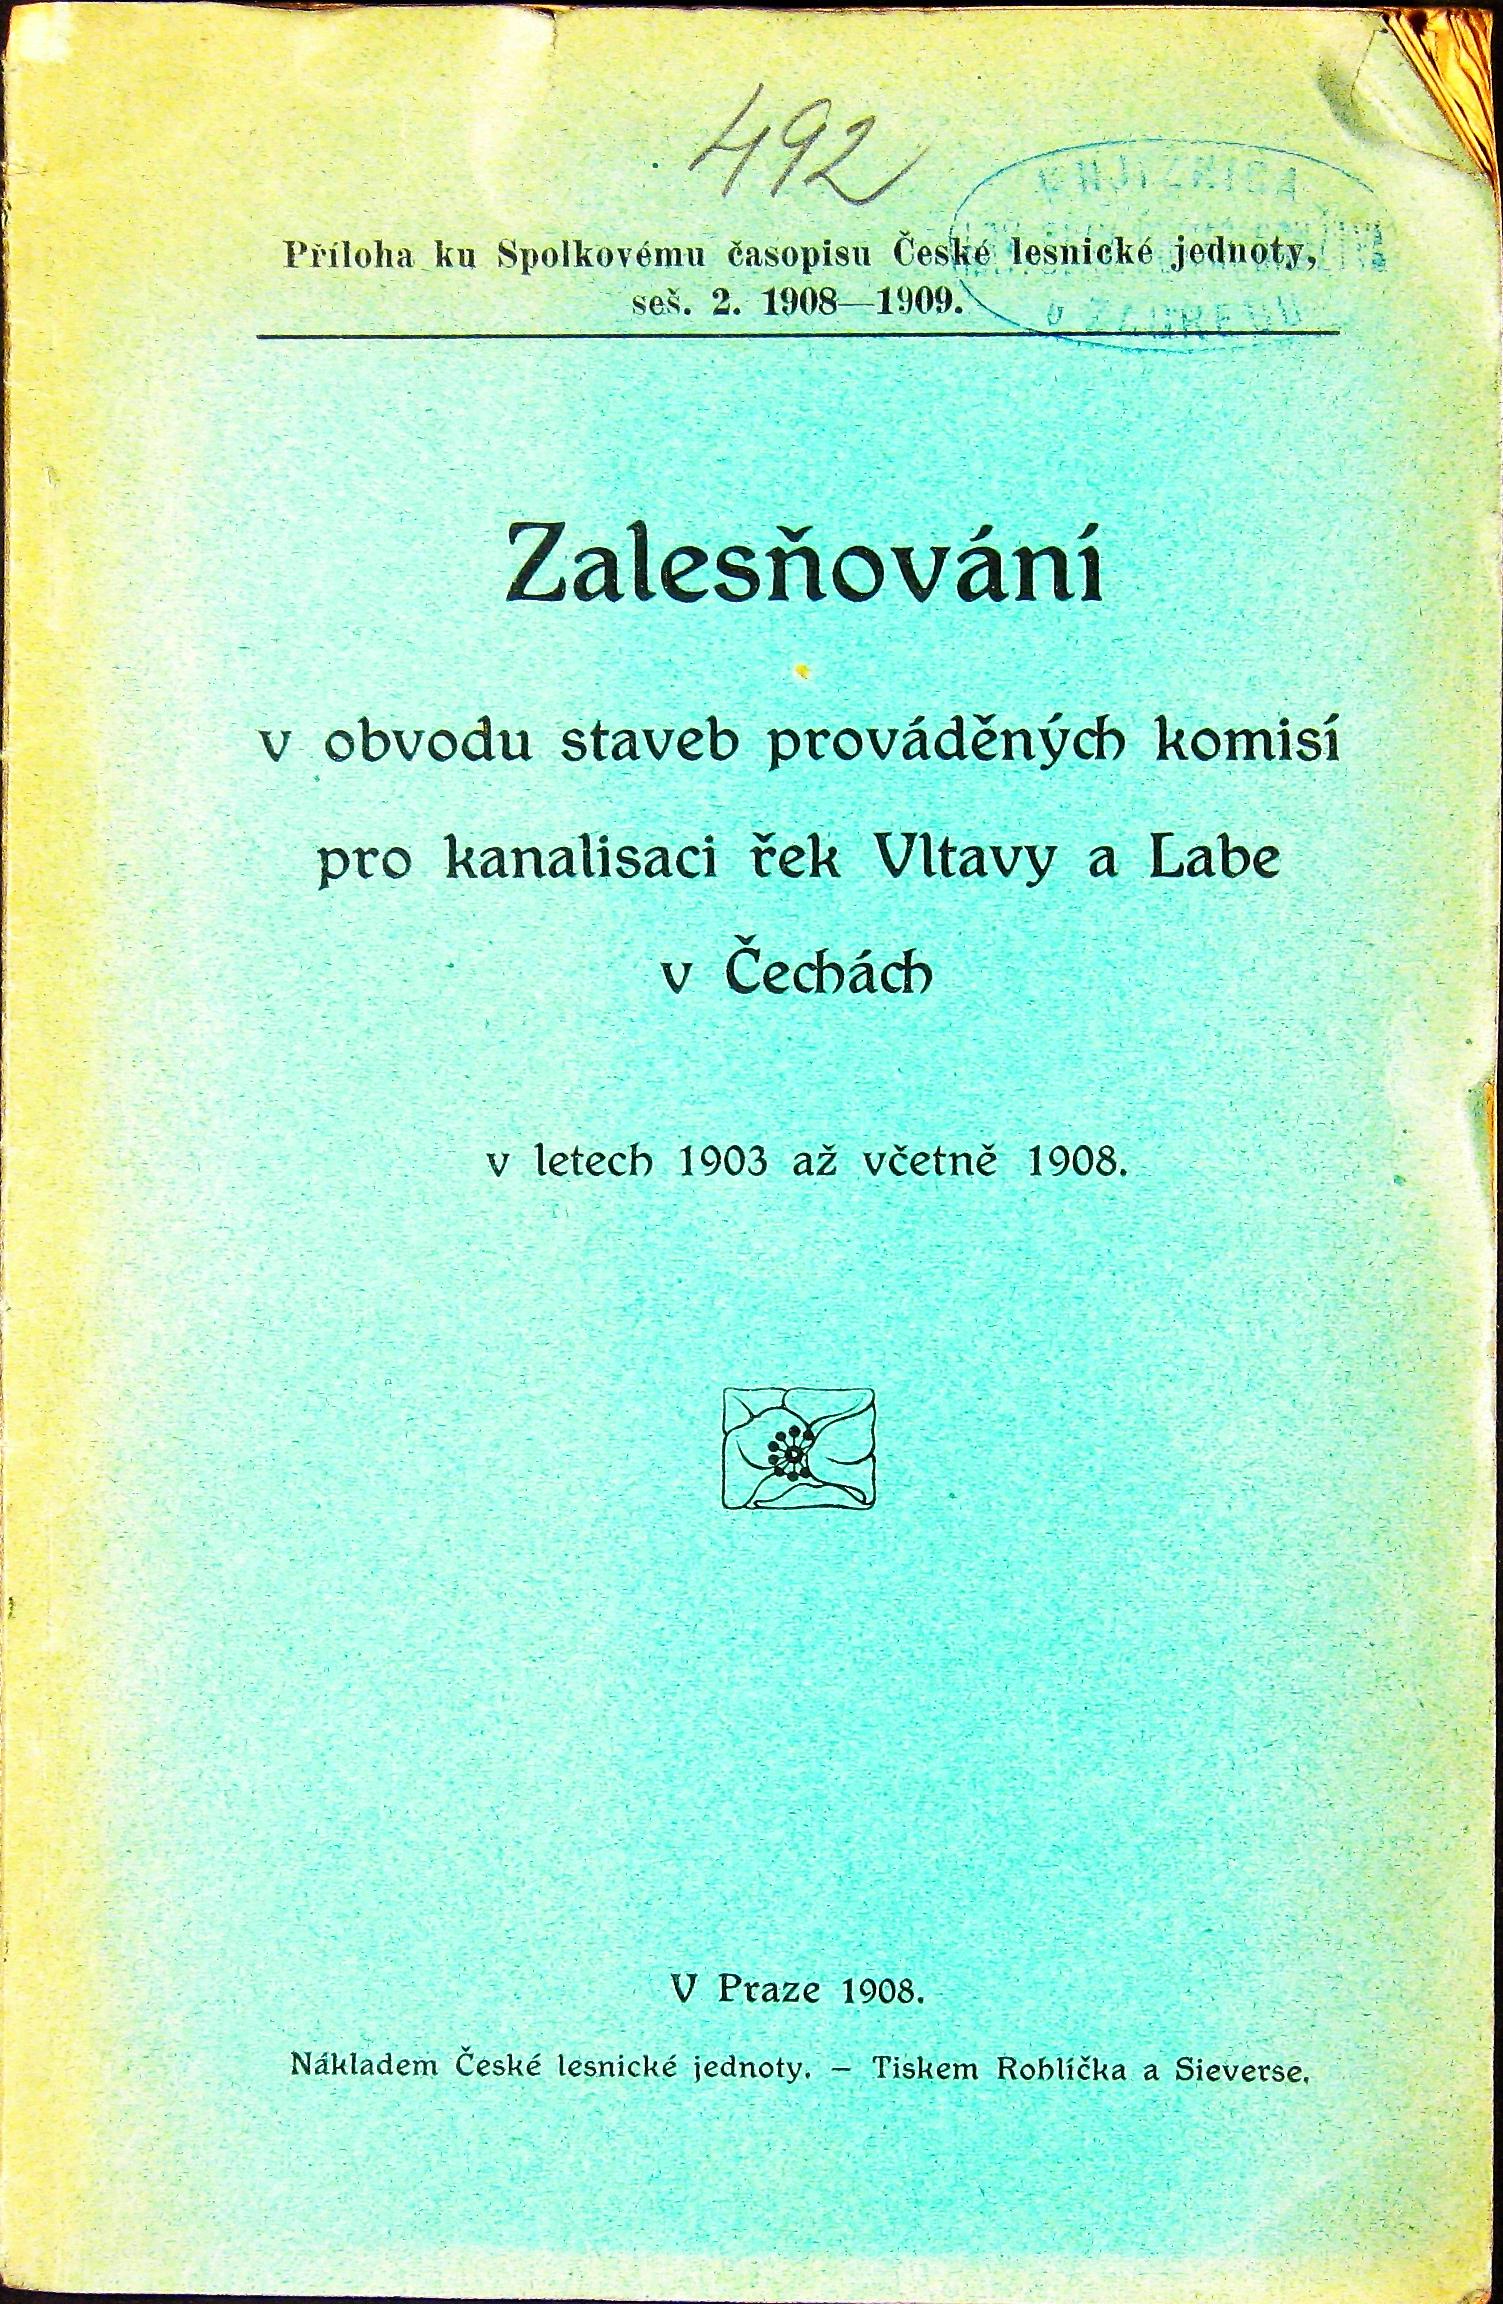 492
Příloha ku Spolkovému časopisu České lesnické jednoty,
seš. 2. 1908—1909.
Zalesňování
v obvodu staveb prováděných komisí
pro kanalisaci řek Vltavy a Labe
v Čechách
v letech 1903 až včetně 1908.
V Praze 1908.
Nákladem České lesnické jednoty. — Tiskem Rohlíčka a Sieverse.